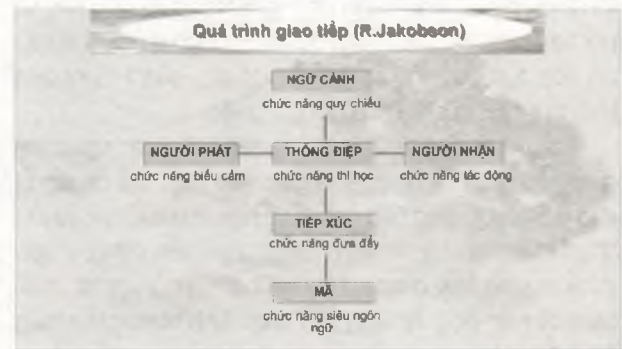 Quá trình giao tiếp (R.Jakobson)
NGỮ CẢNH
chức năng quy chiếu
NGƯỜI PHÁT
THÔNG ĐIỆP
NGƯỜI NHẬN
chức năng biểu cảm
chức năng thi học
chức năng tác động
TIẾP XÚC
chức năng đưa đẩy
MÃ
chức năng siêu ngôn
ngữ